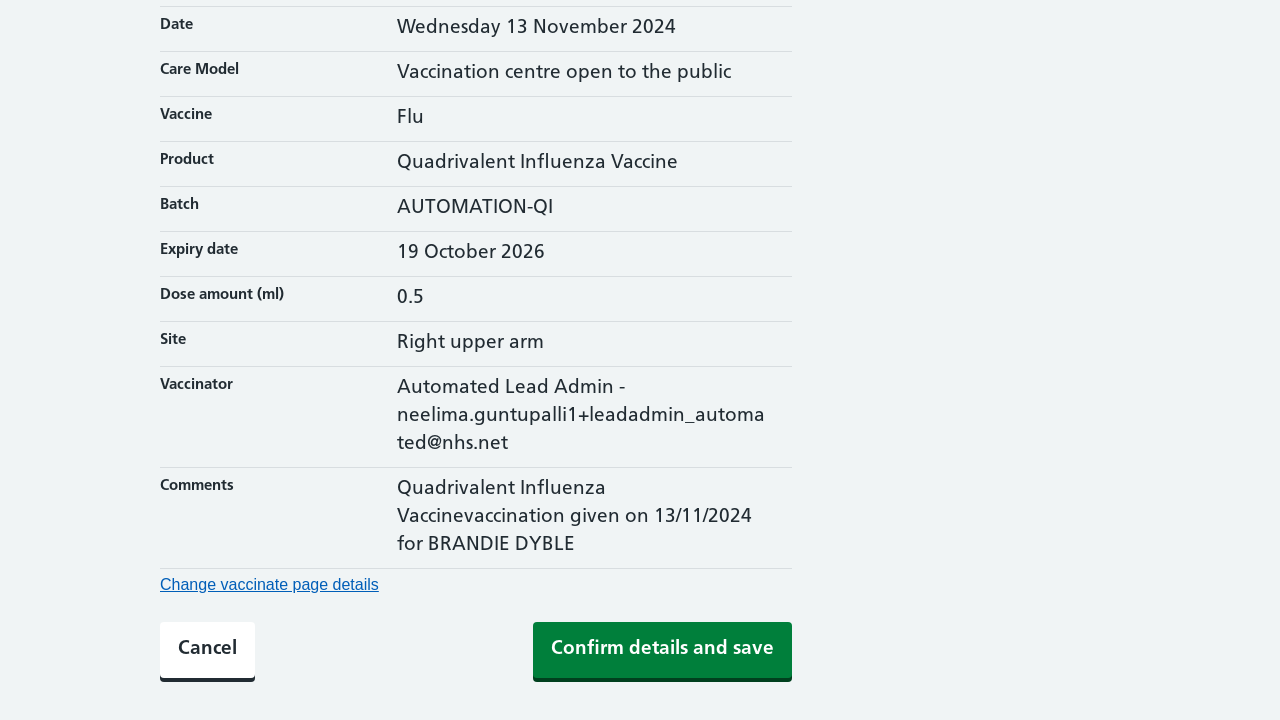 Date Wednesday 13 November 2024
Care Model Vaccination centre open to the public
Vaccine Flu
Product Quadrivalent Influenza Vaccine
Batch AUTOMATION-QI
Expiry date 19 October 2026
Dose amount (ml) 0.5
Site Right upper arm
Vaccinator Automated Lead Admin -
neelima.guntupalli1+leadadmin_automa
ted@nhs.net
Comments Quadrivalent Influenza
Vaccinevaccination given on 13/11/2024
for BRANDIE DYBLE
Change vaccinate page details
Cancel Confirm details and save